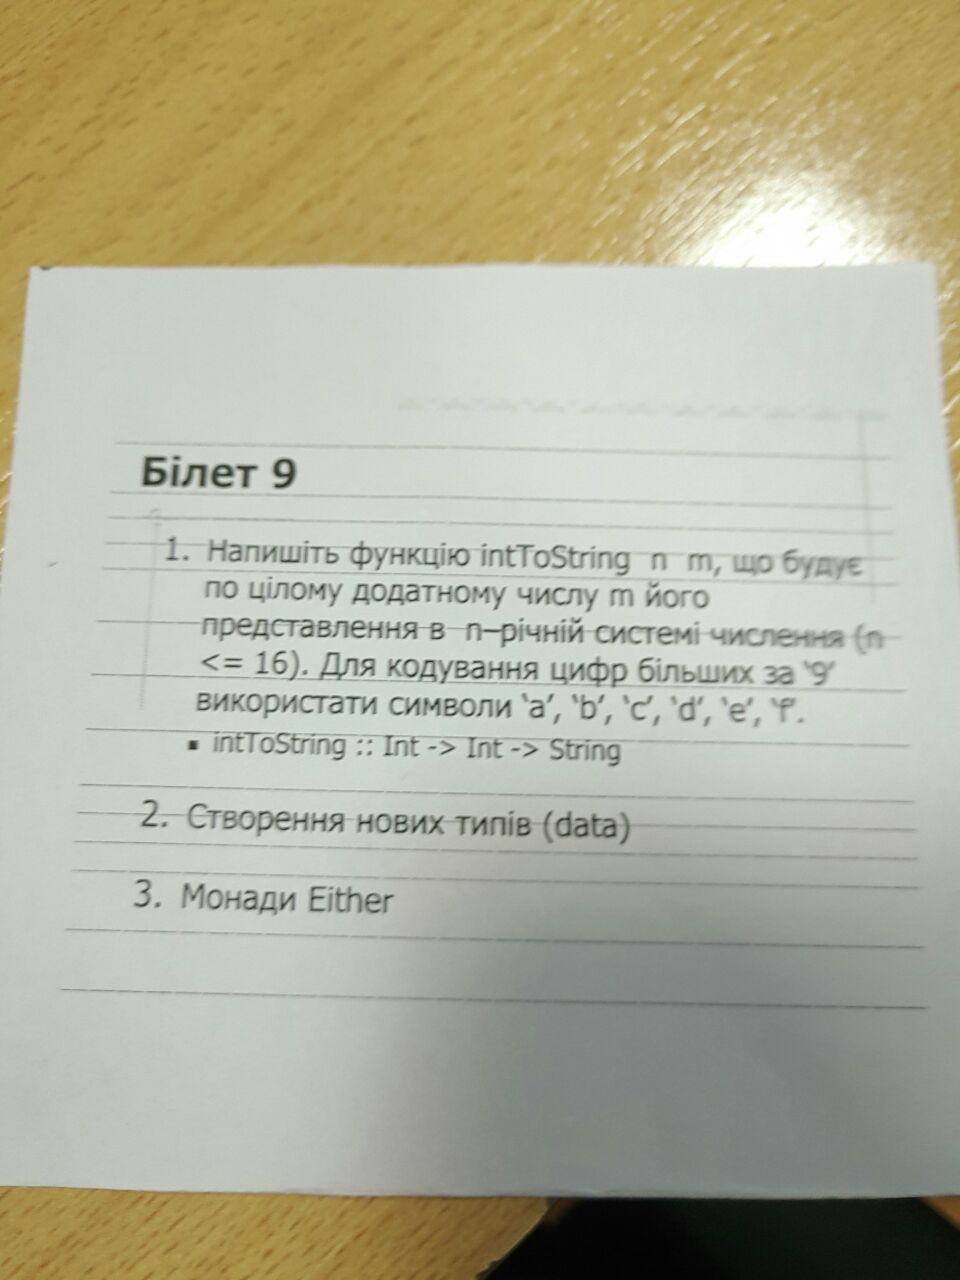 Білет 9
1. Напишіть функцію intToString n m, що будує
по цілому додатному числу m його
представлення в n–річній системі числення (n
<= 16). Для кодування цифр більших за ‘9’
використати символи ‘a’, ‘b’, ‘c’, ‘d’, ‘e’, ‘f’.
▪ intToString :: Int -> Int -> String
2. Створення нових типів (data)
3. Монади Either